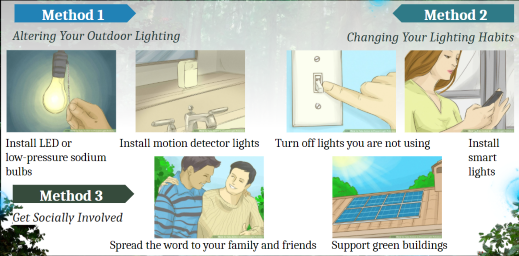 Method 1
Altering Your Outdoor Lighting
Install LED or
low-pressure sodium
bulbs
Install motion detector lights
Method 2
Changing Your Lighting Habits
Turn off lights you are not using
Install
smart
lights
Method 3
Get Socially Involved
Spread the word to your family and friends
Support green buildings